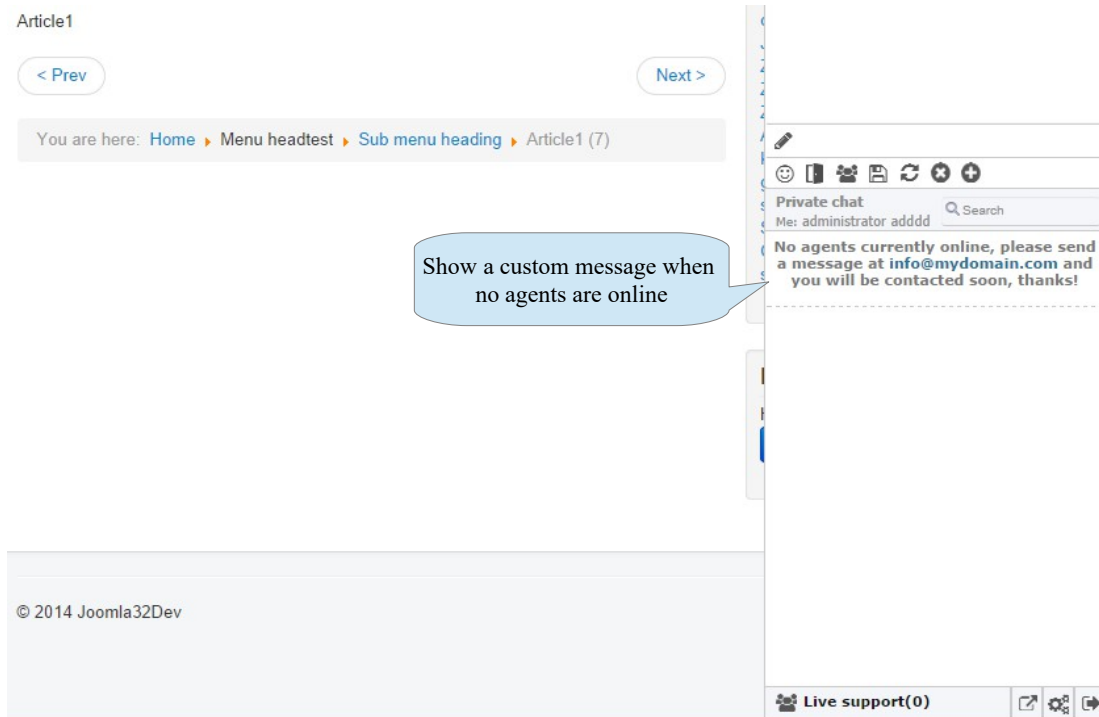 Article1
< Prev
Next >
You are here: Home Menu headtest Sub menu heading Article1 (7)
Private chat
Me: administrator adddd
Search
No agents currently online, please send
a message at info@mydomain.com and
you will be contacted soon, thanks!
Show a custom message when
no agents are online
© 2014 Joomla32Dev
Live support(0)